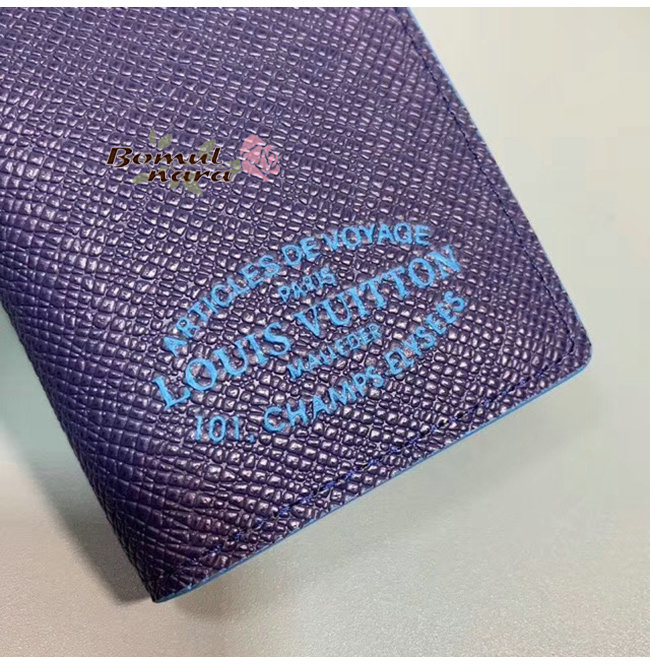 Bomul
nara
ARTICLES DE VOYAGE
PARIS
LOUIS VUITTON
101, CHAMPS ELYSEES